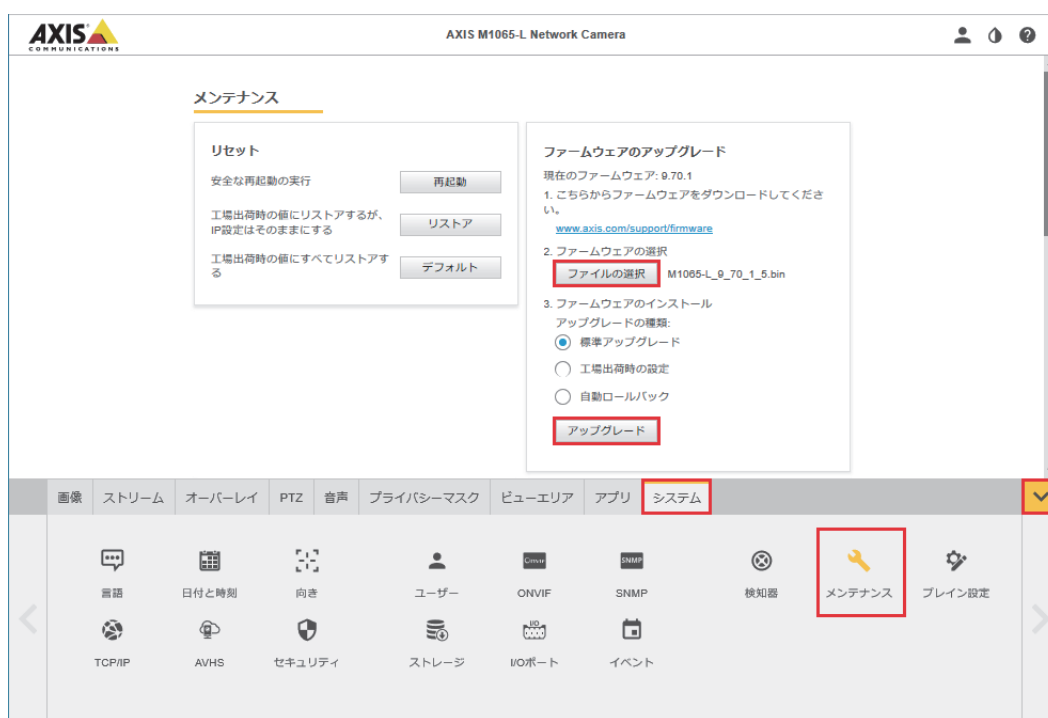 AXIS
COMMUNICATIONS
AXIS M1065-L Network Camera
メンテナンス
リセット
安全な再起動の実行
再起動
工場出荷時の値にリストアするが、
IP設定はそのままにする
リストア
工場出荷時の値にすべてリストアす
る
デフォルト
ファームウェアのアップグレード
現在のファームウェア: 9.70.1
1. こちらからファームウェアをダウンロードしてくださ
い。
www.axis.com/support/firmware
2. ファームウェアの選択
ファイルの選択 M1065-L_9_70_1_5.bin
3. ファームウェアのインストール
アップグレードの種類:
標準アップグレード
工場出荷時の設定
自動ロールバック
アップグレード
画像 ストリーム オーバーレイ PTZ 音声 プライバシーマスク ビューエリア アプリ システム
言語 日付と時刻 向き ユーザー ONVIF SNMP 検知器 メンテナンス プレイン設定
TCP/IP AVHS セキュリティ ストレージ I/Oポート イベント